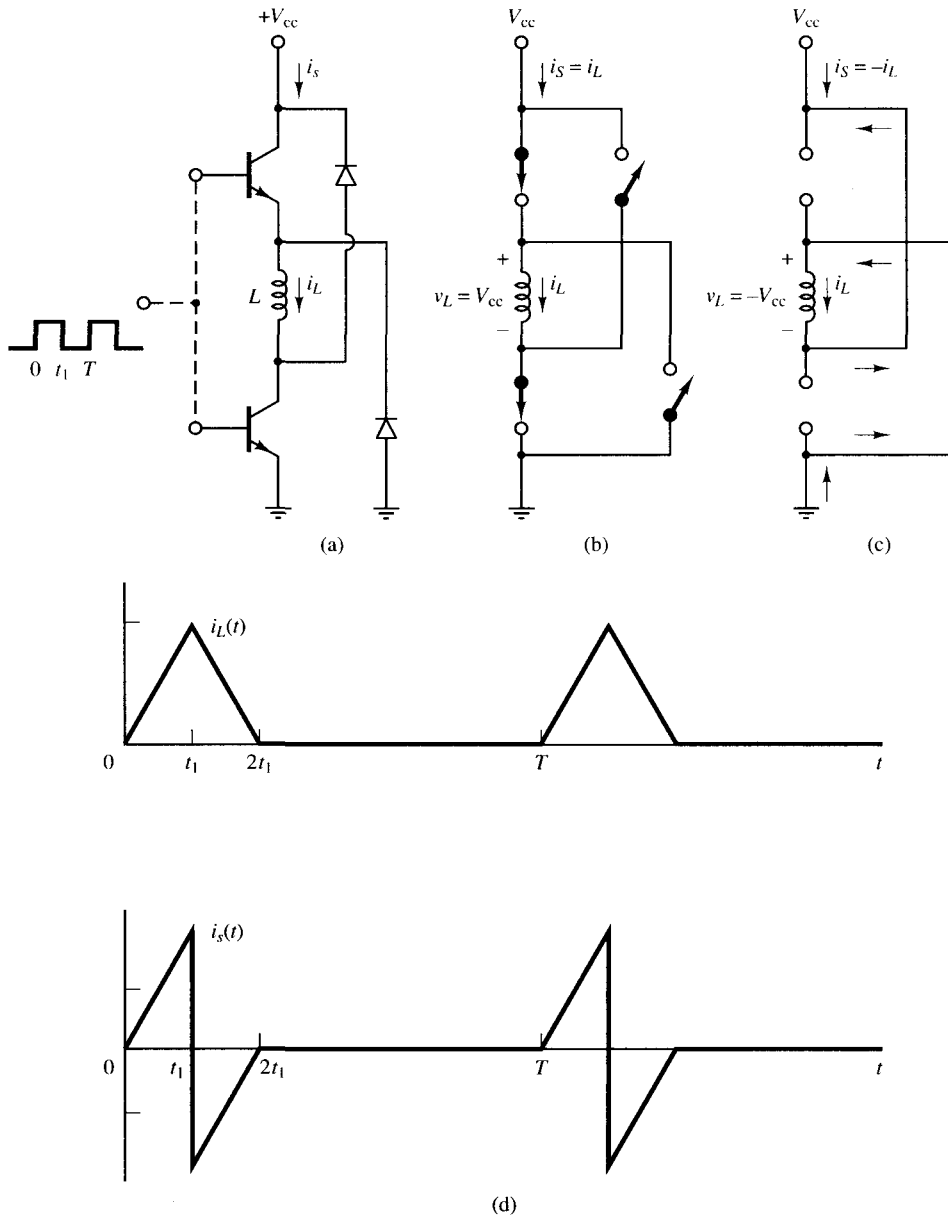 +Vcc
is
L
iL
0 t1 T
(a)
Vcc
iS = iL
+
vL = Vcc
iL
–
(b)
Vcc
iS = –iL
+
vL = –Vcc
iL
–
(c)
iL(t)
0 t1 2t1 T t
is(t)
0 t1 2t1 T t
(d)